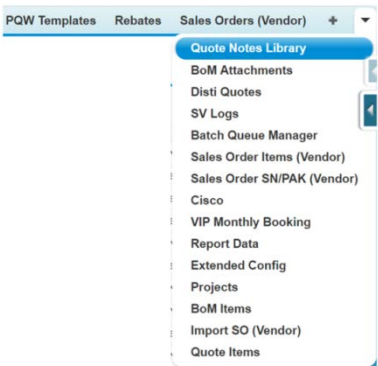 PQW Templates Rebates Sales Orders (Vendor) +
Quote Notes Library
BoM Attachments
Disti Quotes
SV Logs
Batch Queue Manager
Sales Order Items (Vendor)
Sales Order SN/PAK (Vendor)
Cisco
VIP Monthly Booking
Report Data
Extended Config
Projects
BoM Items
Import SO (Vendor)
Quote Items